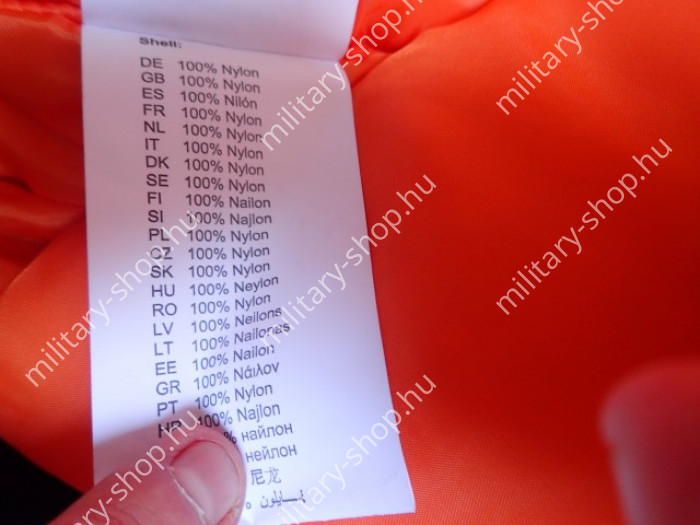 Shell:
DE 100% Nylon
GB 100% Nylon
ES 100% Nilón
FR 100% Nylon
NL 100% Nylon
IT 100% Nylon
DK 100% Nylon
SE 100% Nylon
FI 100% Nailon
SI 100% Najlon
PL 100% Nylon
CZ 100% Nylon
SK 100% Nylon
HU 100% Neylon
RO 100% Nylon
LV 100% Neilons
LT 100% Nailonas
EE 100% Nailon
GR 100% Νάιλον
PT 100% Nylon
HR 100% Najlon
% найлон
нейлон
尼龙
military-shop.hu
military-shop.hu
military-shop.hu
military-shop.hu
military-shop.hu
military-shop.hu
military-shop.hu